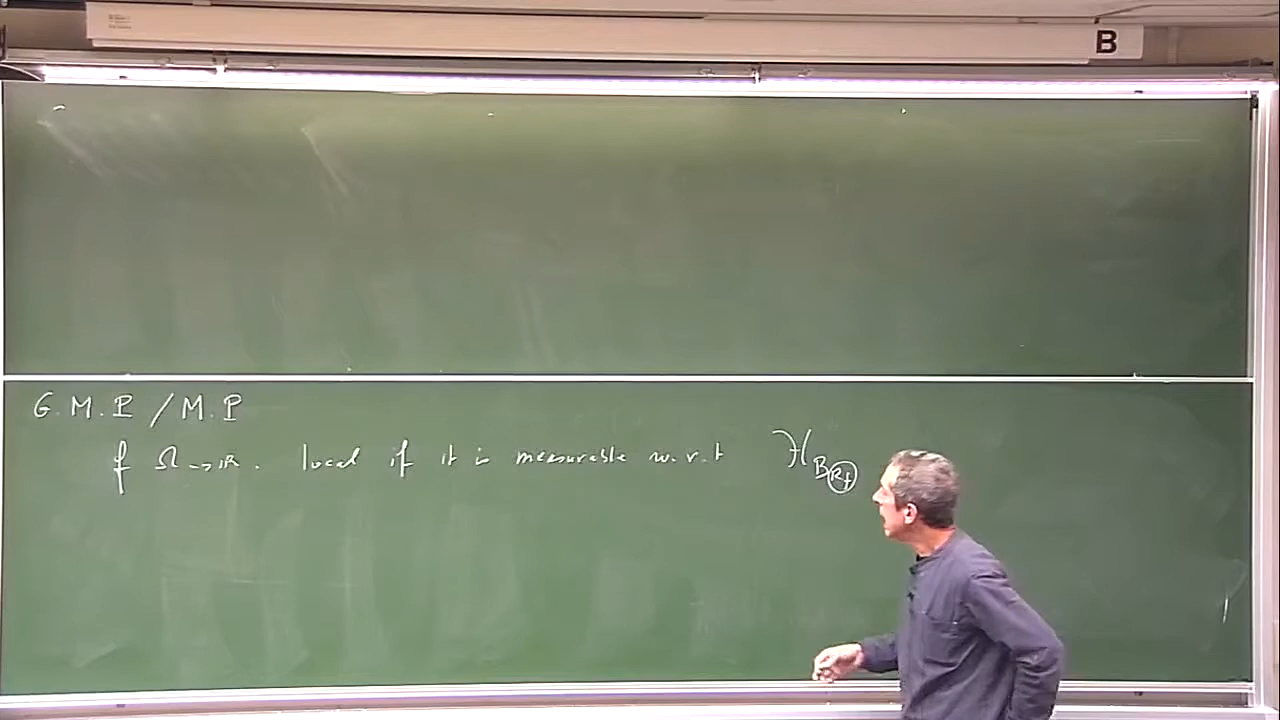 B
G.M.P / M.P
f Ω → ℝ. local if it is measurable w.r.t ℋ_{B_{R_f}}